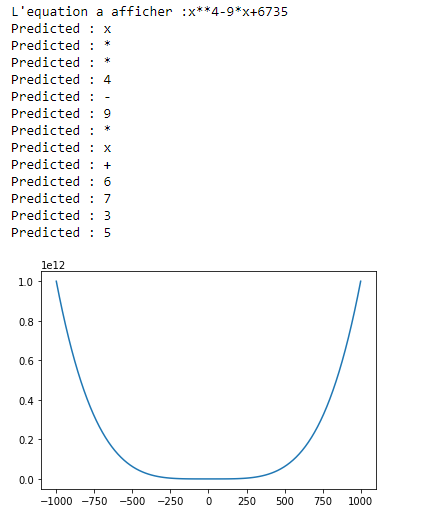 L'equation a afficher :x**4-9*x+6735
Predicted : x
Predicted : *
Predicted : *
Predicted : 4
Predicted : -
Predicted : 9
Predicted : *
Predicted : x
Predicted : +
Predicted : 6
Predicted : 7
Predicted : 3
Predicted : 5
1e12
1.0
0.8
0.6
0.4
0.2
0.0
−1000 −750 −500 −250 0 250 500 750 1000